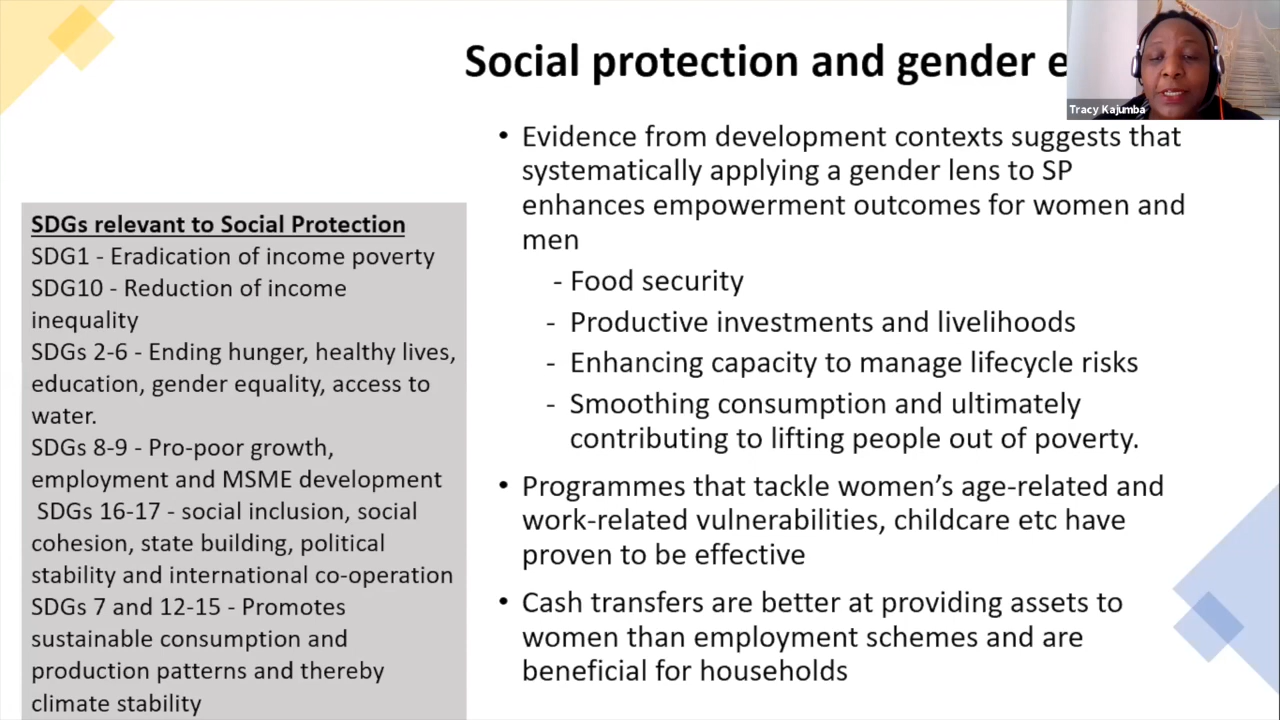 Social protection and gender e
Tracy Kajumba
SDGs relevant to Social Protection
SDG1 - Eradication of income poverty
SDG10 - Reduction of income
inequality
SDGs 2-6 - Ending hunger, healthy lives,
education, gender equality, access to
water.
SDGs 8-9 - Pro-poor growth,
employment and MSME development
SDGs 16-17 - social inclusion, social
cohesion, state building, political
stability and international co-operation
SDGs 7 and 12-15 - Promotes
sustainable consumption and
production patterns and thereby
climate stability
• Evidence from development contexts suggests that
systematically applying a gender lens to SP
enhances empowerment outcomes for women and
men
- Food security
- Productive investments and livelihoods
- Enhancing capacity to manage lifecycle risks
- Smoothing consumption and ultimately
contributing to lifting people out of poverty.
• Programmes that tackle women’s age-related and
work-related vulnerabilities, childcare etc have
proven to be effective
• Cash transfers are better at providing assets to
women than employment schemes and are
beneficial for households